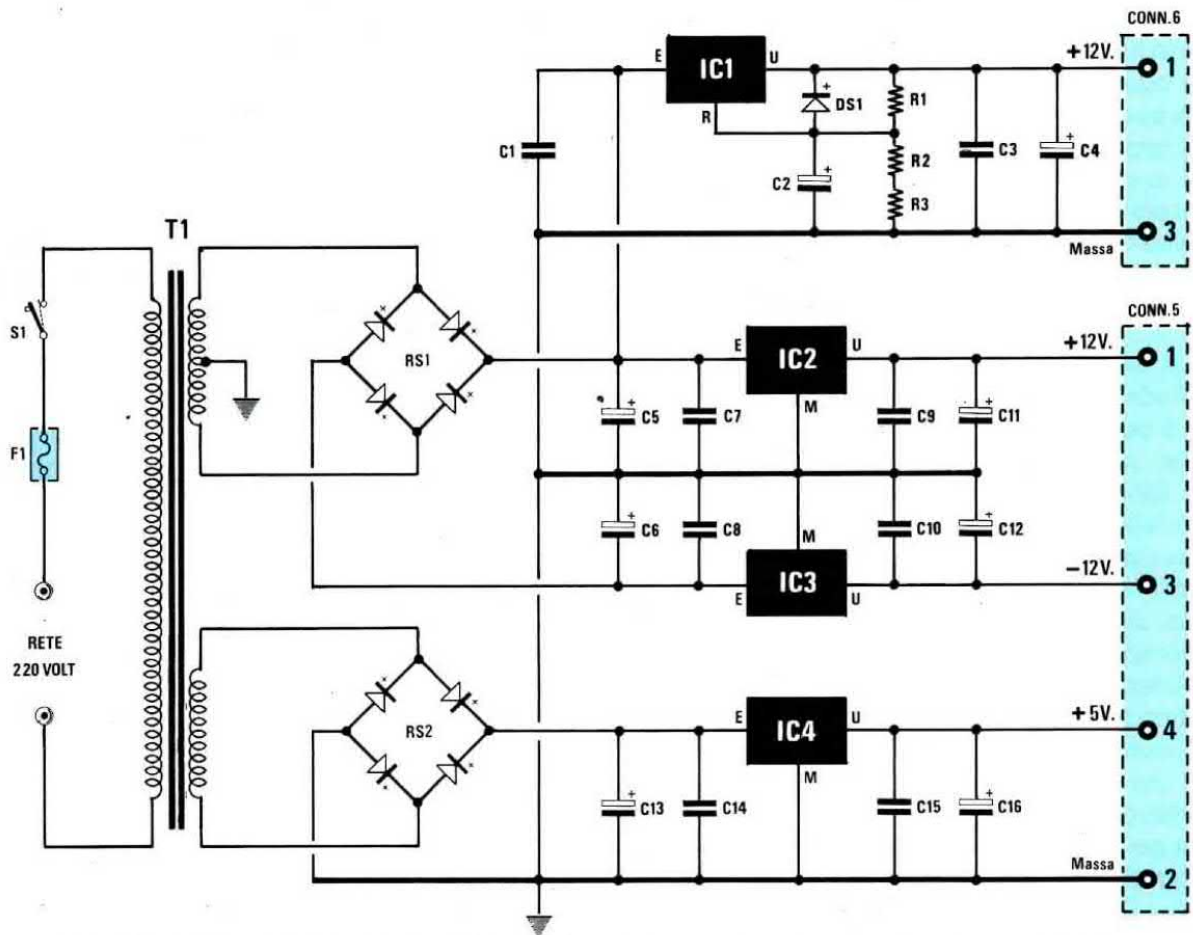 CONN.6
E IC1 U +12V. 1
R DS1 R1
C1 C2 R2 C3 C4
R3
Massa 3
T1
CONN.5
S1 RS1 E IC2 U +12V. 1
M
C5 C7 C9 C11
F1
C6 C8 M C10 C12
E IC3 U -12V. 3
RETE
220 VOLT
RS2 E IC4 U +5V. 4
M
C13 C14 C15 C16
Massa 2